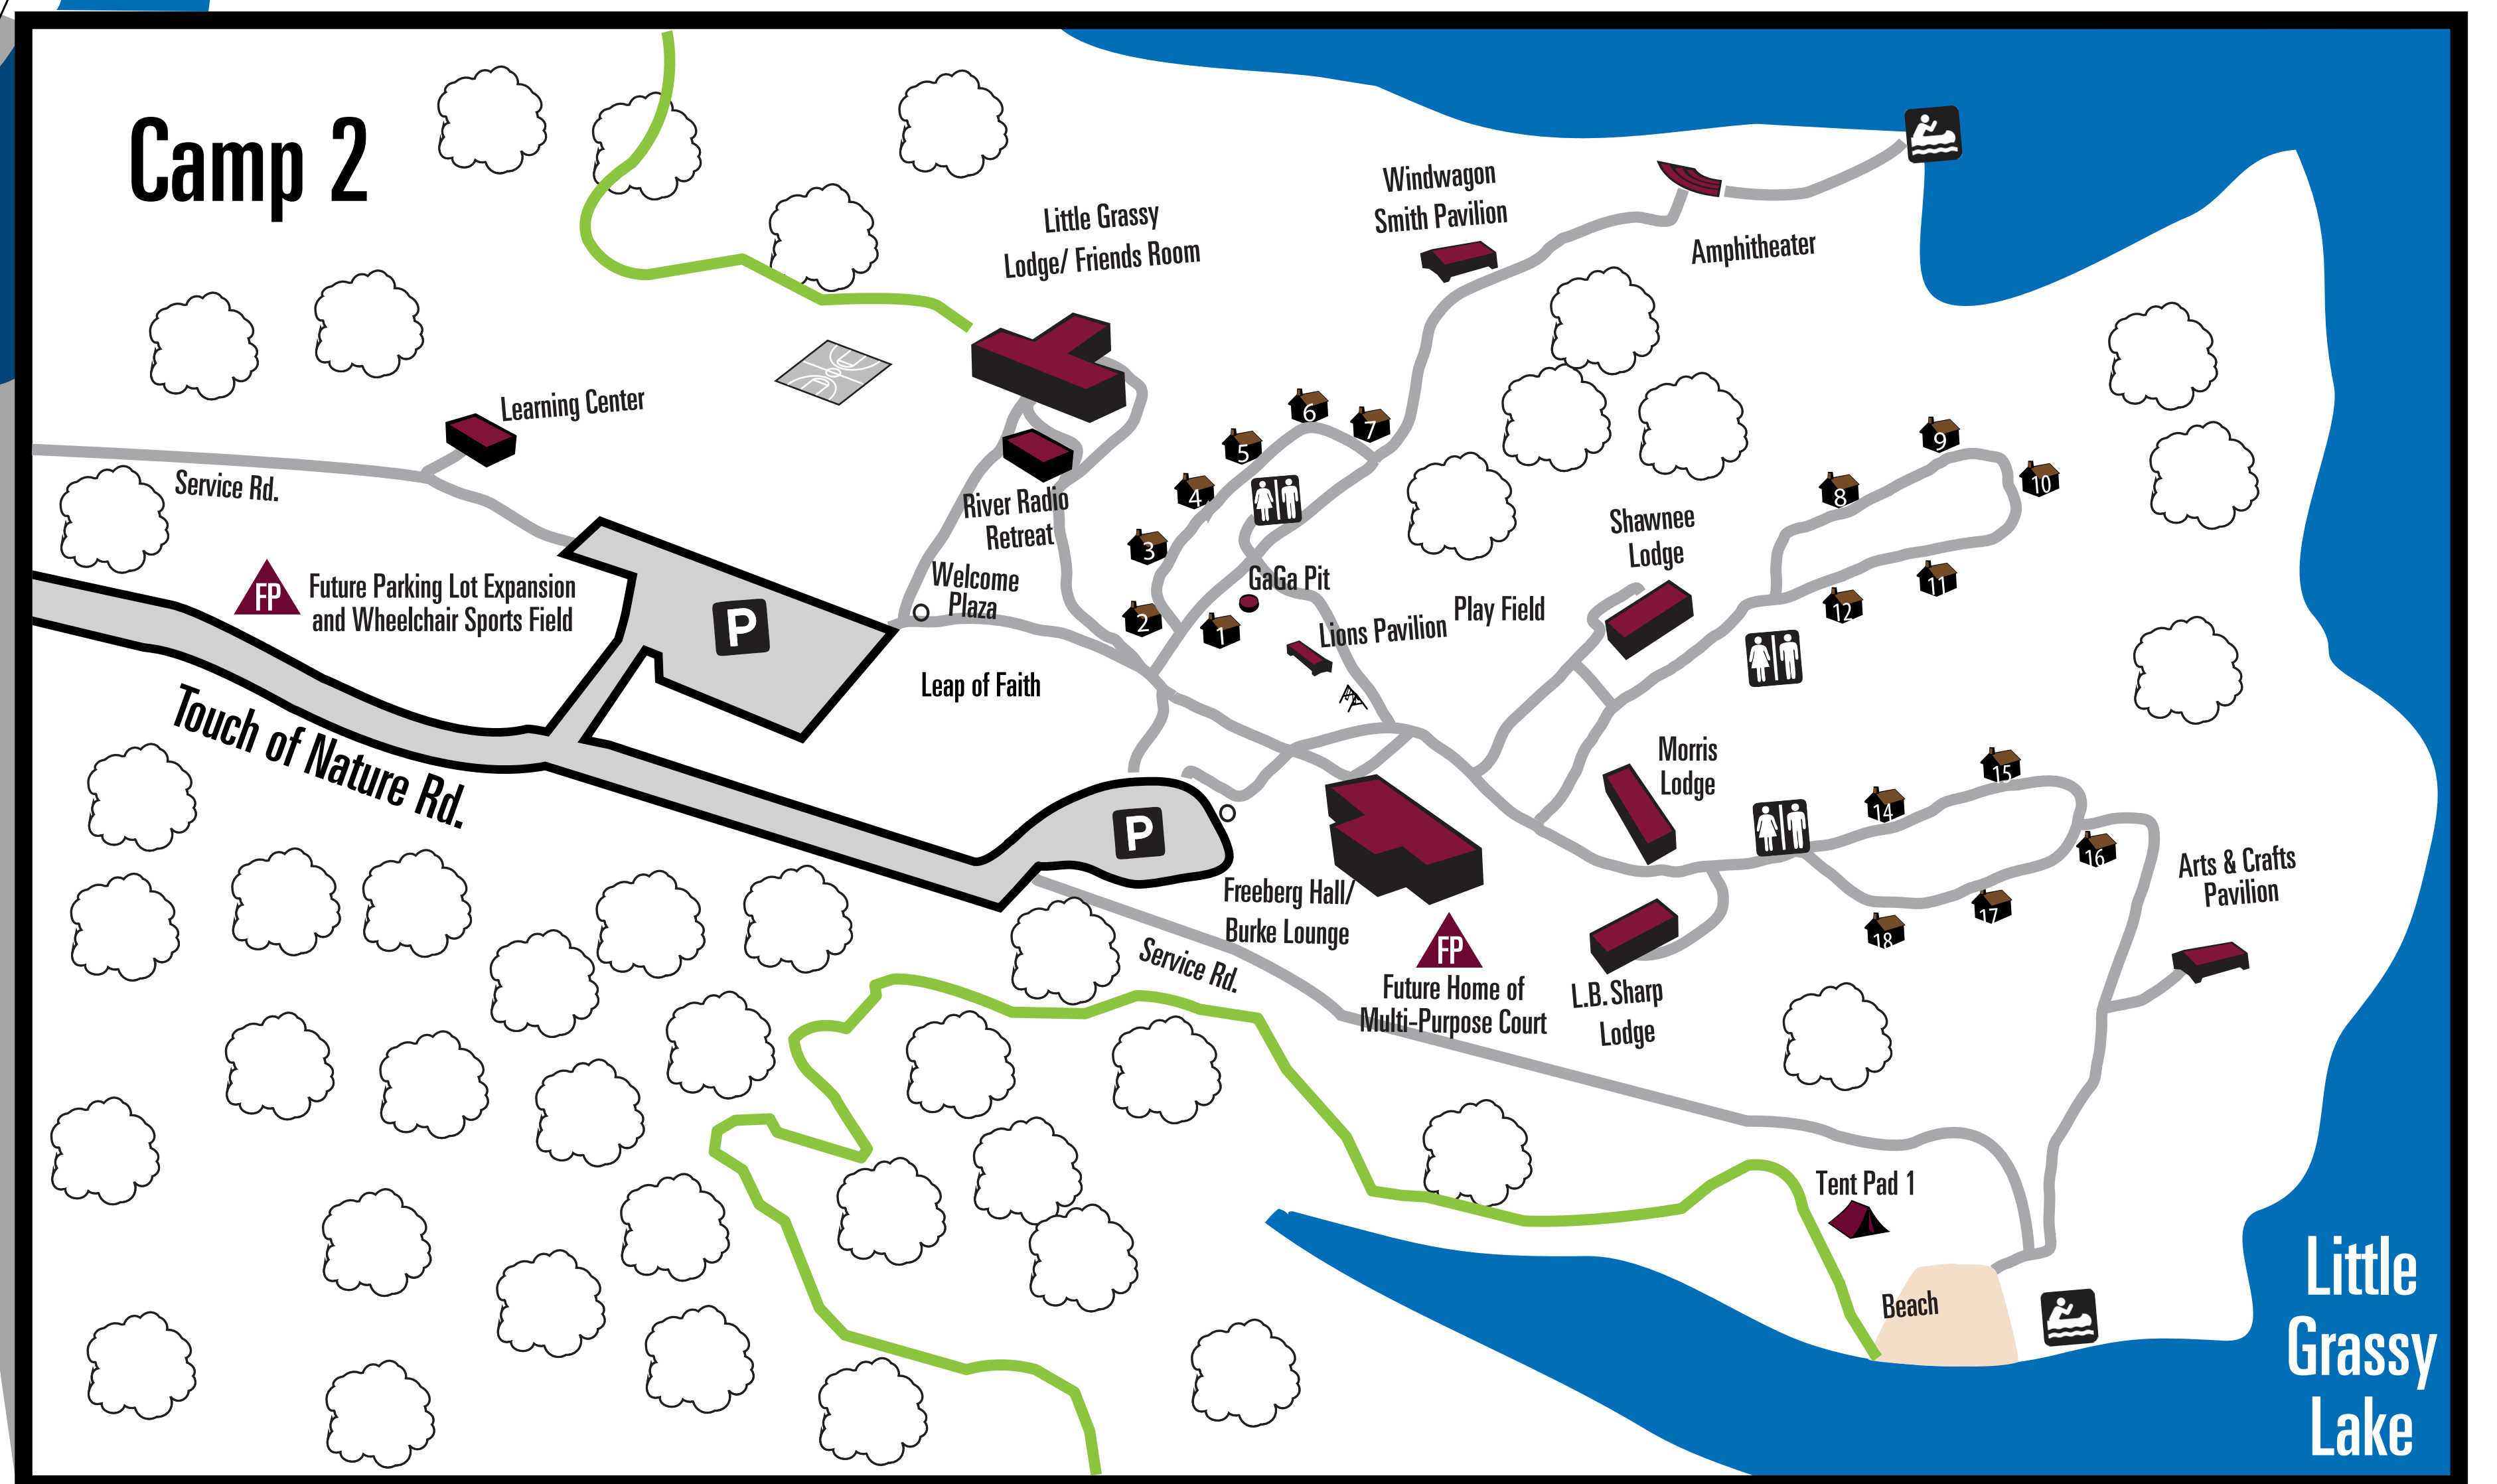 Camp 2
Windwagon
Smith Pavilion
Little Grassy
Lodge/ Friends Room
Amphitheater
Learning Center
Service Rd.
6
7
5
4
3
2
1
9
8
10
11
12
River Radio
Retreat
Shawnee
Lodge
FP
Future Parking Lot Expansion
and Wheelchair Sports Field
P
Welcome
Plaza
GaGa Pit
Play Field
Lions Pavilion
Leap of Faith
Touch of Nature Rd.
Morris
Lodge
15
14
16
17
18
P
Arts & Crafts
Pavilion
Freeberg Hall/
Burke Lounge
Service Rd.
FP
Future Home of
Multi-Purpose Court
L.B. Sharp
Lodge
Tent Pad 1
Beach
Little
Grassy
Lake